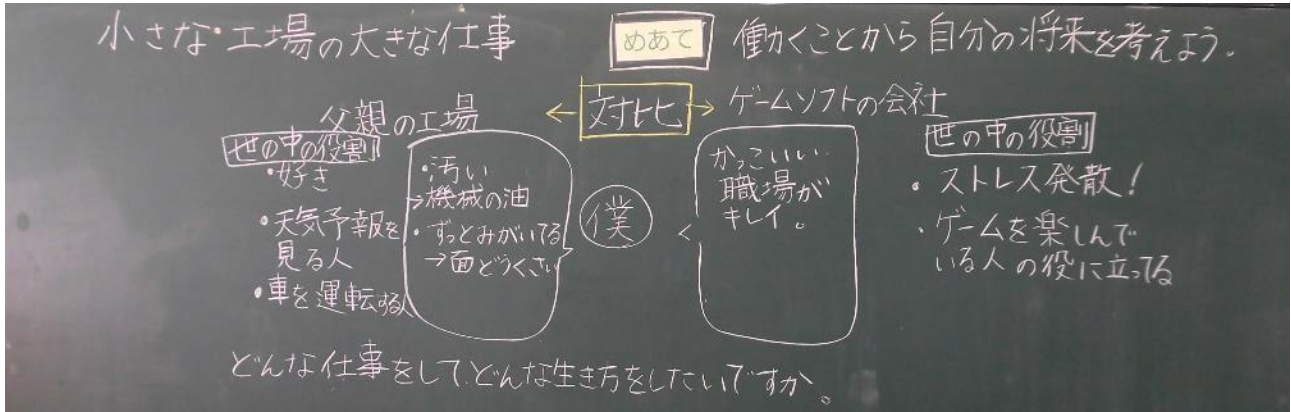 小さな工場の大きな仕事
めあて
働くことから自分の将来を考えよう。
父親の工場
←対比→
ゲームソフトの会社
世の中の役割
・好き
・天気予報を
見る人
・車を運転する人
・汚い
→機械の油
・ずっとみがいてる
→面どうくさい
僕
かっこいい
職場が
キレイ。
世の中の役割
・ストレス発散!
・ゲームを楽しんで
いる人の役に立ってる
どんな仕事をして、どんな生き方をしたいですか。